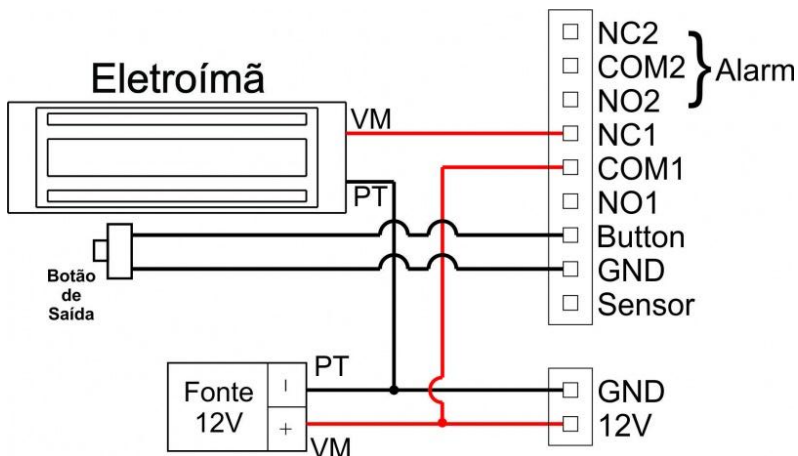 Eletroímã
VM
PT
Botão
de
Saída
Fonte
12V
PT
–
+
VM
NC2
COM2
NO2
Alarm
NC1
COM1
NO1
Button
GND
Sensor
GND
12V